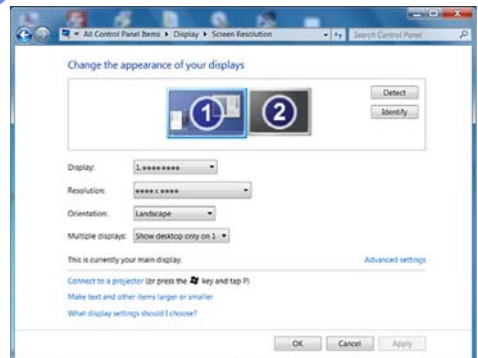 All Control Panel Items ▸ Display ▸ Screen Resolution
Search Control Panel
Change the appearance of your displays
1
2
Detect
Identify
Display: 1.********
Resolution: **** x ****
Orientation: Landscape
Multiple displays: Show desktop only on 1
This is currently your main display.
Advanced settings
Connect to a projector (or press the key and tap P)
Make text and other items larger or smaller
What display settings should I choose?
OK
Cancel
Apply